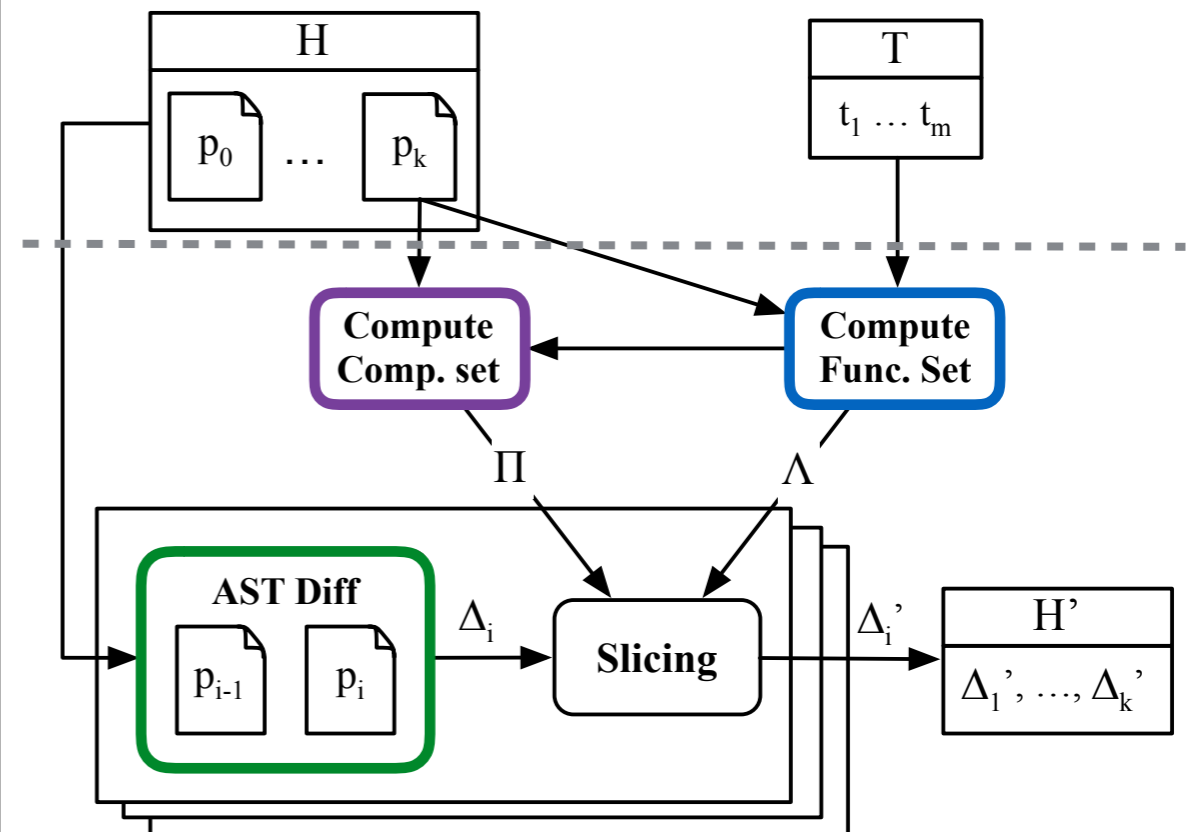 H
T
p₀ … pₖ
t₁ … tₘ
Compute
Comp. set
Compute
Func. Set
Π
Λ
AST Diff
pᵢ₋₁
pᵢ
Δᵢ
Slicing
Δᵢ’
H’
Δ₁’, …, Δₖ’